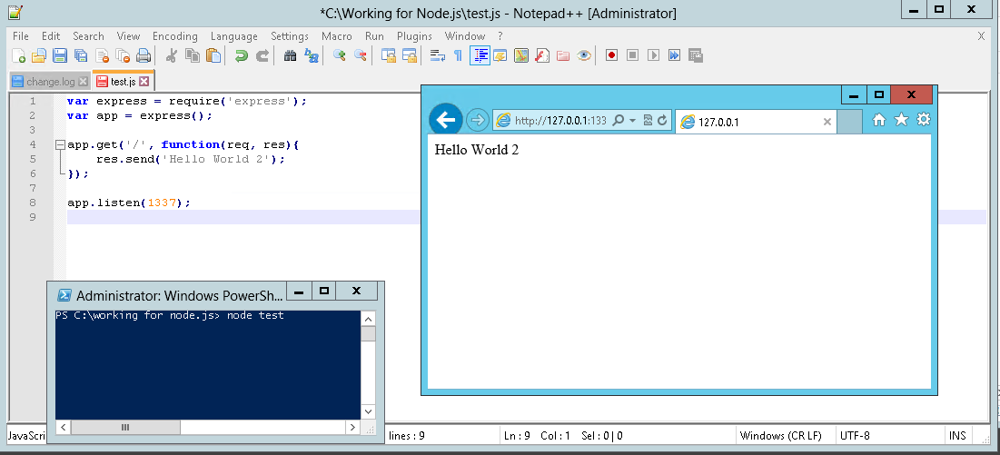 *C:\Working for Node.js\test.js - Notepad++ [Administrator]
File Edit Search View Encoding Language Settings Macro Run Plugins Window ? X
change.log test.js
1 var express = require('express');
2 var app = express();
3
4 app.get('/', function(req, res){
5 res.send('Hello World 2');
6 });
7
8 app.listen(1337);
9
http://127.0.0.1:133 127.0.0.1
Hello World 2
Administrator: Windows PowerSh...
PS C:\working for node.js> node test
JavaScri lines : 9 Ln : 9 Col : 1 Sel : 0 | 0 Windows (CR LF) UTF-8 INS